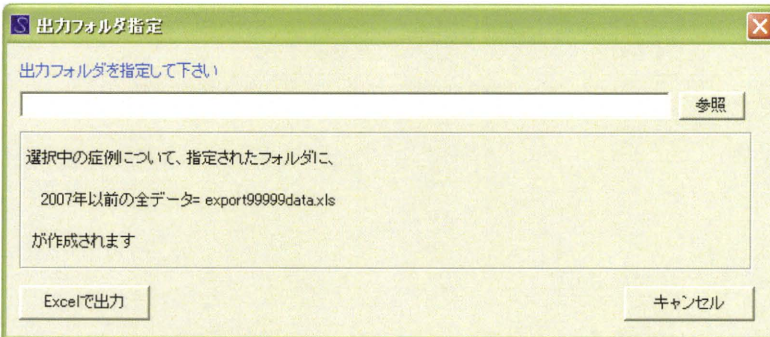 S 出力フォルダ指定
出力フォルダを指定して下さい
参照
選択中の症例について、指定されたフォルダに、
2007年以前の全データ= export99999data.xls
が作成されます
Excelで出力
キャンセル